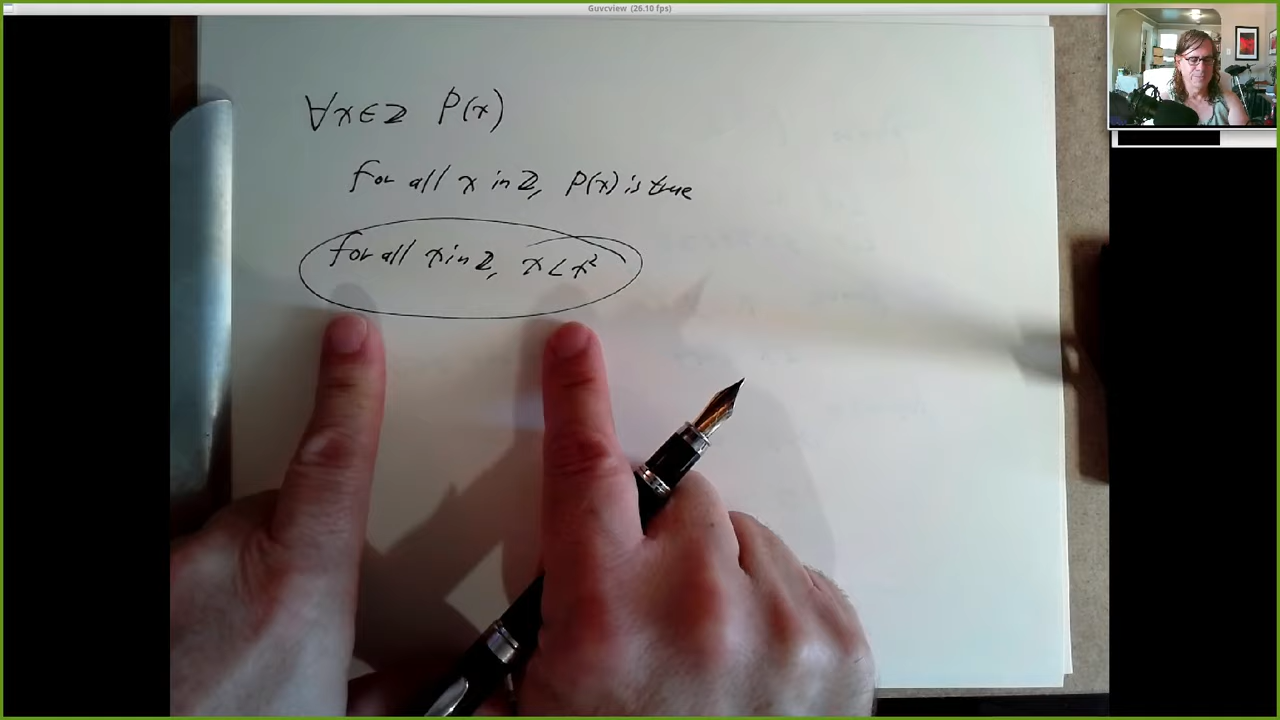 Guvcview (26.10 fps)
∀x∈ℤ P(x)
for all x in ℤ, P(x) is true
for all x in ℤ, x < x²